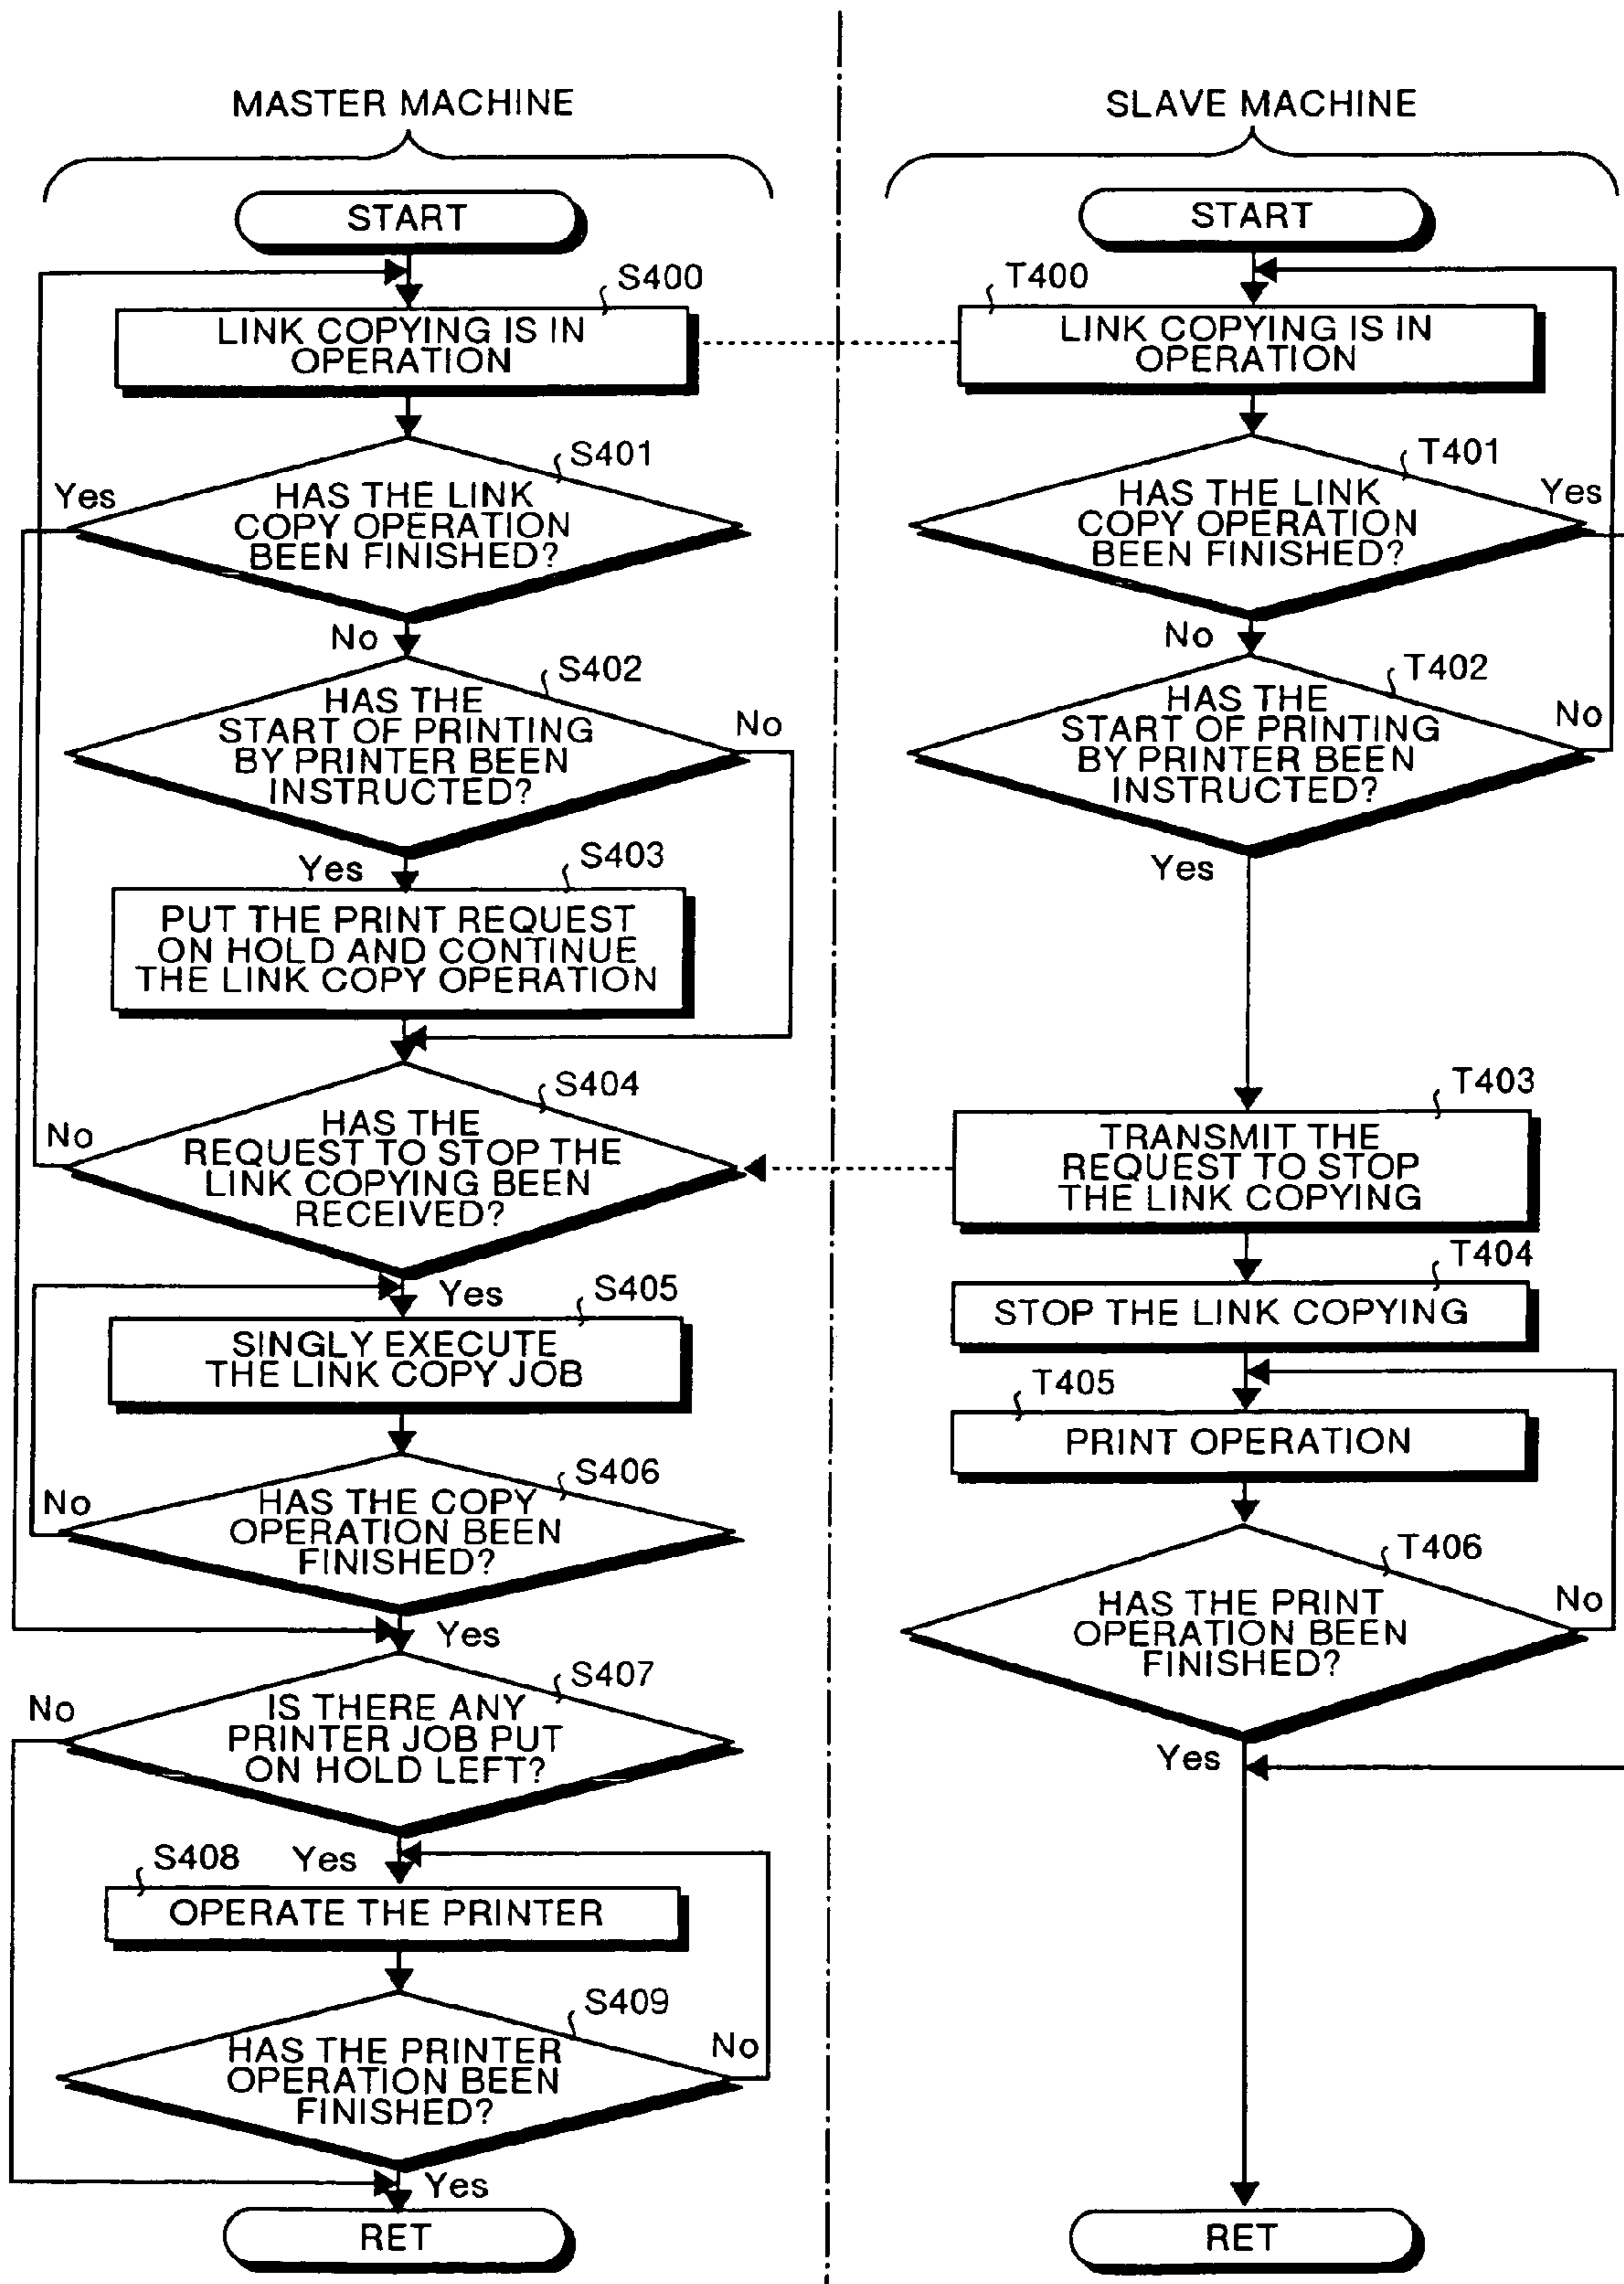 MASTER MACHINE
START
S400
LINK COPYING IS IN
OPERATION
S401
Yes
HAS THE LINK
COPY OPERATION
BEEN FINISHED?
No
S402
HAS THE
START OF PRINTING
BY PRINTER BEEN
INSTRUCTED?
No
Yes
S403
PUT THE PRINT REQUEST
ON HOLD AND CONTINUE
THE LINK COPY OPERATION
S404
HAS THE
REQUEST TO STOP THE
LINK COPYING BEEN
RECEIVED?
No
Yes
S405
SINGLY EXECUTE
THE LINK COPY JOB
S406
No
HAS THE COPY
OPERATION BEEN
FINISHED?
Yes
S407
No
IS THERE ANY
PRINTER JOB PUT
ON HOLD LEFT?
S408
Yes
OPERATE THE PRINTER
S409
HAS THE PRINTER
OPERATION BEEN
FINISHED?
No
Yes
RET
SLAVE MACHINE
START
T400
LINK COPYING IS IN
OPERATION
T401
HAS THE LINK
COPY OPERATION
BEEN FINISHED?
Yes
No
T402
HAS THE
START OF PRINTING
BY PRINTER BEEN
INSTRUCTED?
No
Yes
T403
TRANSMIT THE
REQUEST TO STOP
THE LINK COPYING
T404
STOP THE LINK COPYING
T405
PRINT OPERATION
T406
HAS THE PRINT
OPERATION BEEN
FINISHED?
No
Yes
RET